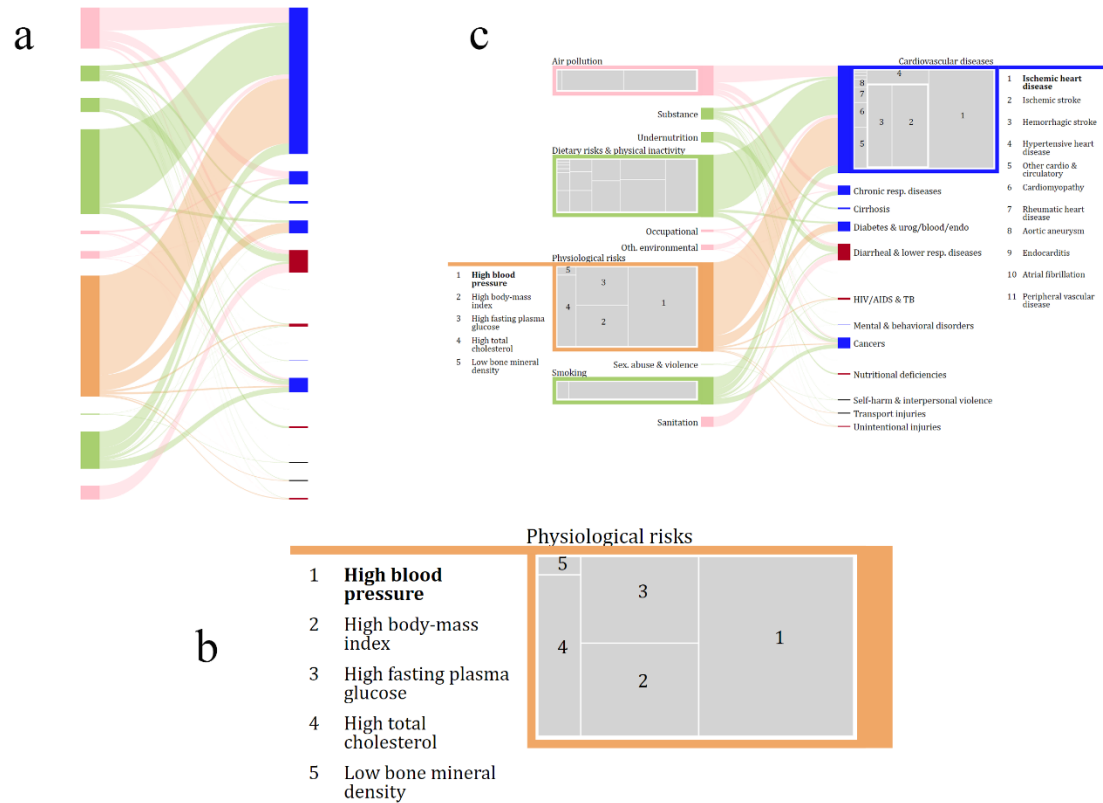 a
c
Air pollution
Substance
Undernutrition
Dietary risks & physical inactivity
Occupational
Oth. environmental
Physiological risks
1 High blood
pressure
2 High body-mass
index
3 High fasting plasma
glucose
4 High total
cholesterol
5 Low bone mineral
density
5
3
4
1
2
Sex. abuse & violence
Smoking
Sanitation
Cardiovascular diseases
4
8
7
6
5
3
2
1
Chronic resp. diseases
Cirrhosis
Diabetes & urog/blood/endo
Diarrheal & lower resp. diseases
HIV/AIDS & TB
Mental & behavioral disorders
Cancers
Nutritional deficiencies
Self-harm & interpersonal violence
Transport injuries
Unintentional injuries
1 Ischemic heart
disease
2 Ischemic stroke
3 Hemorrhagic stroke
4 Hypertensive heart
disease
5 Other cardio &
circulatory
6 Cardiomyopathy
7 Rheumatic heart
disease
8 Aortic aneurysm
9 Endocarditis
10 Atrial fibrillation
11 Peripheral vascular
disease
b
Physiological risks
1 High blood
pressure
2 High body-mass
index
3 High fasting plasma
glucose
4 High total
cholesterol
5 Low bone mineral
density
5
3
1
4
2